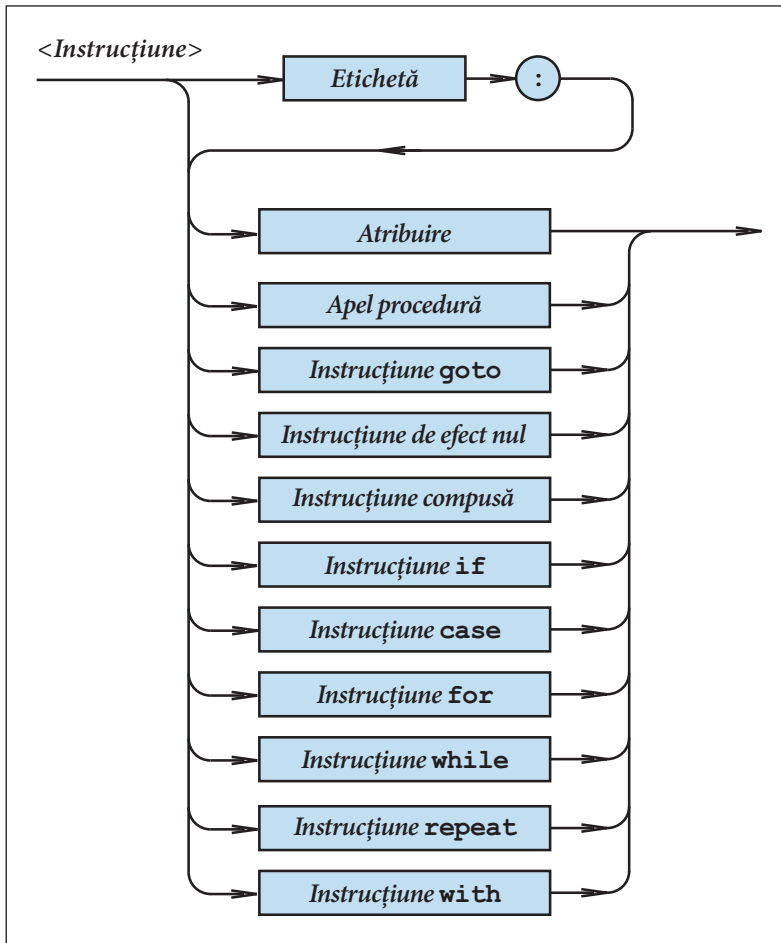 <Instrucțiune>
Etichetă
:
Atribuire
Apel procedură
Instrucțiune goto
Instrucțiune de efect nul
Instrucțiune compusă
Instrucțiune if
Instrucțiune case
Instrucțiune for
Instrucțiune while
Instrucțiune repeat
Instrucțiune with